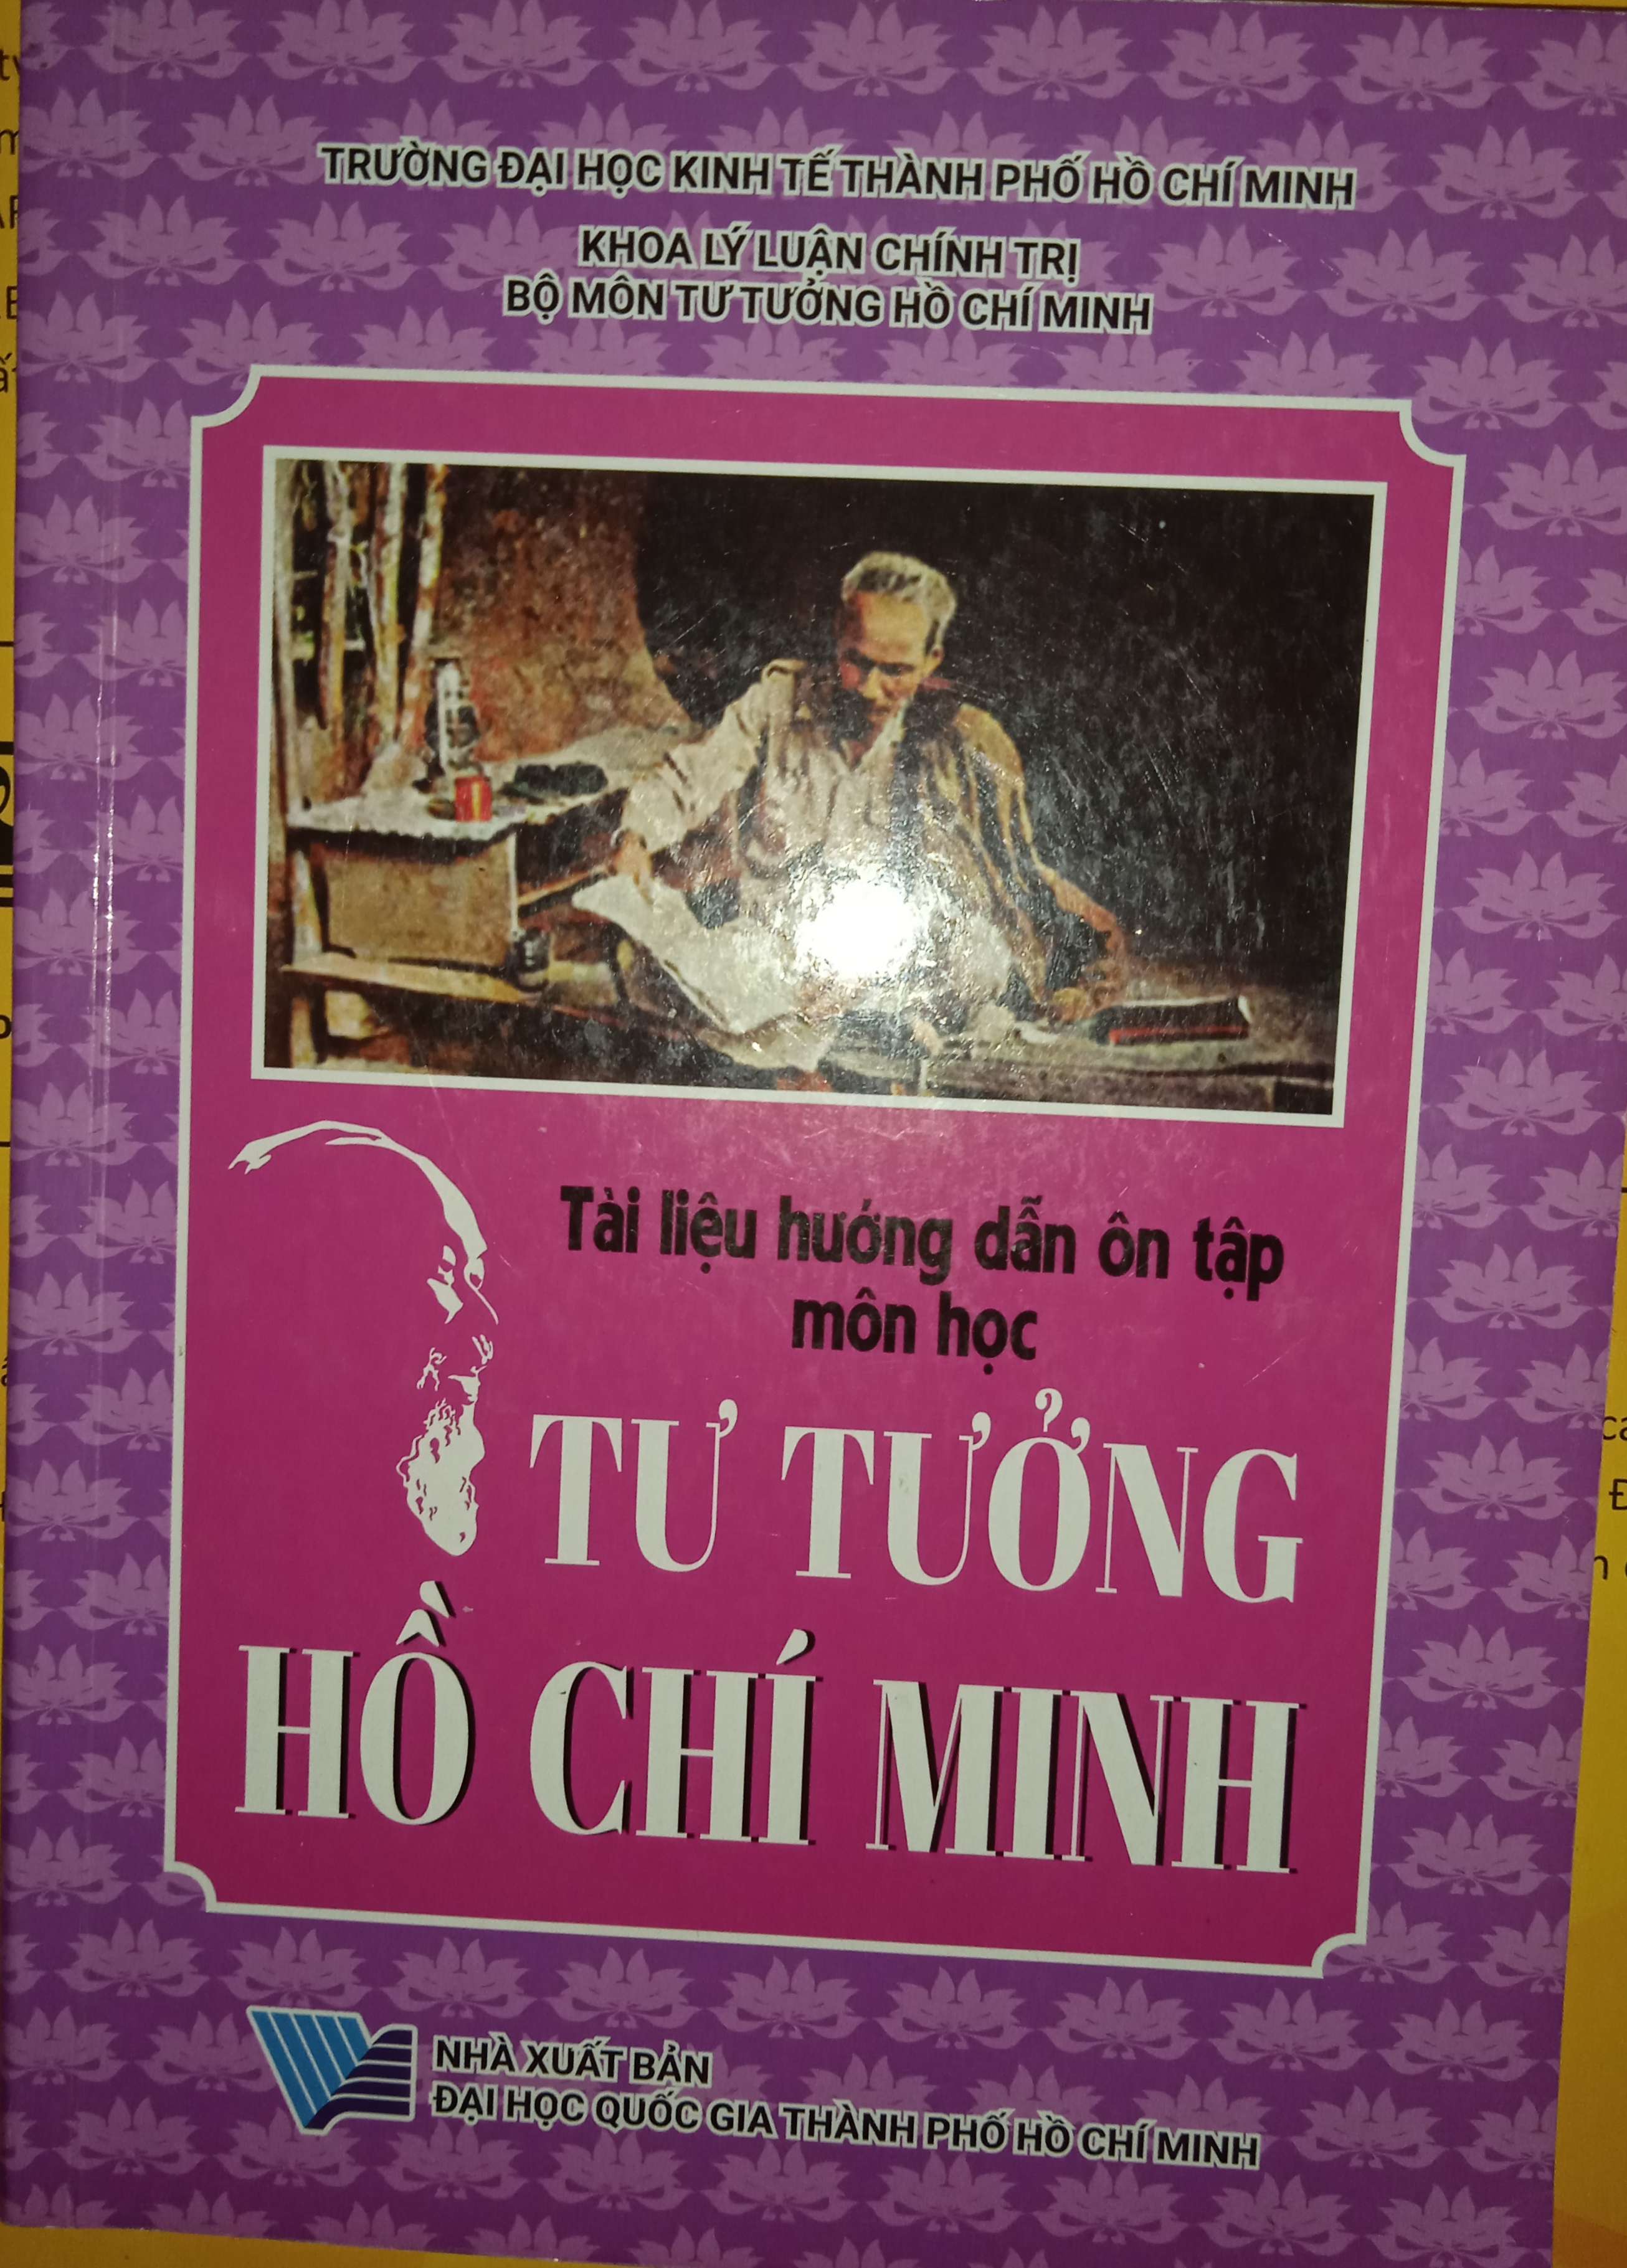 TRƯỜNG ĐẠI HỌC KINH TẾ THÀNH PHỐ HỒ CHÍ MINH
KHOA LÝ LUẬN CHÍNH TRỊ
BỘ MÔN TƯ TƯỞNG HỒ CHÍ MINH
Tài liệu hướng dẫn ôn tập
môn học
TƯ TƯỞNG
HỒ CHÍ MINH
NHÀ XUẤT BẢN
ĐẠI HỌC QUỐC GIA THÀNH PHỐ HỒ CHÍ MINH